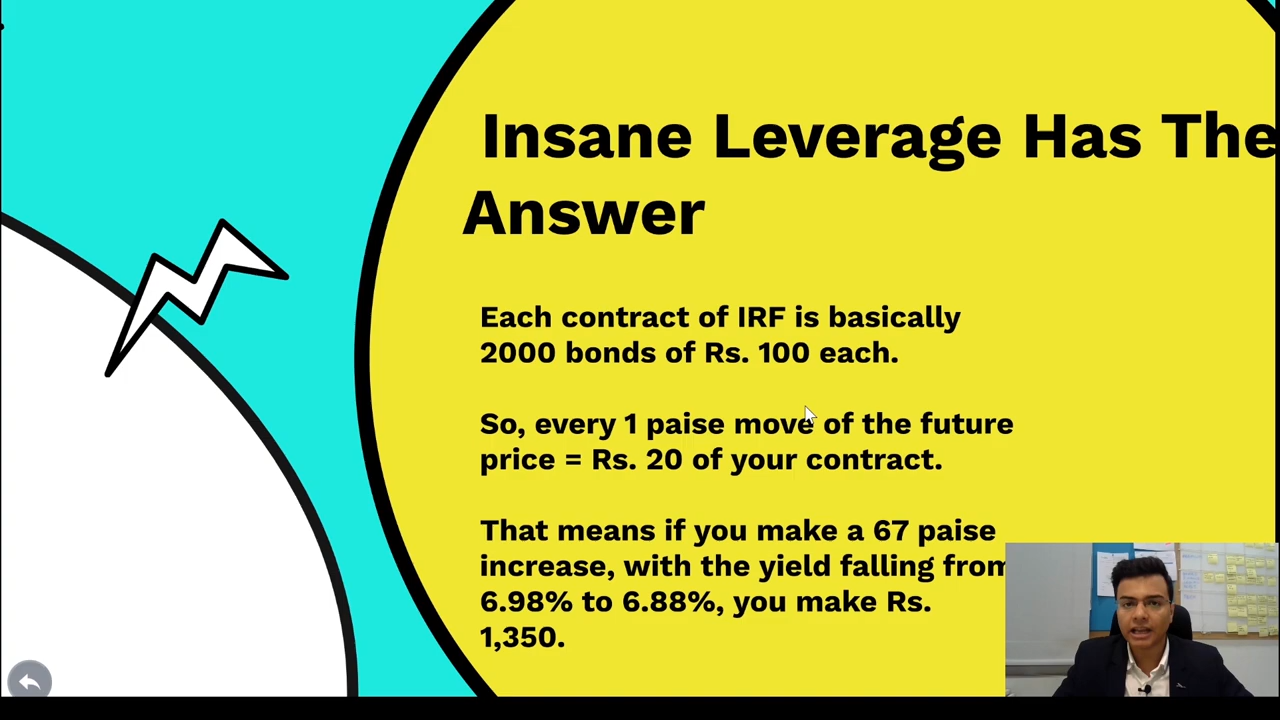 Insane Leverage Has The
Answer
Each contract of IRF is basically
2000 bonds of Rs. 100 each.
So, every 1 paise move of the future
price = Rs. 20 of your contract.
That means if you make a 67 paise
increase, with the yield falling from
6.98% to 6.88%, you make Rs.
1,350.